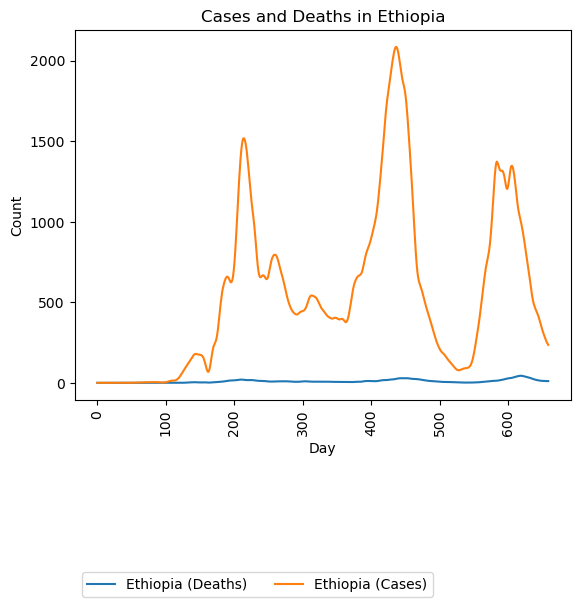 Cases and Deaths in Ethiopia
Count
2000
1500
1000
500
0
0 100 200 300 400 500 600
Day
Ethiopia (Deaths) Ethiopia (Cases)